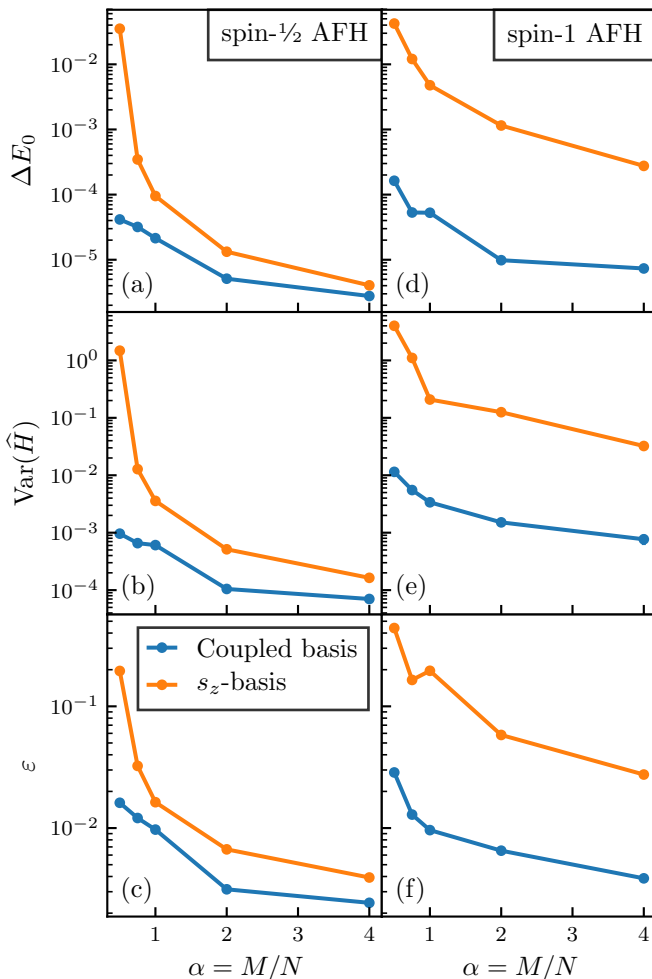 spin-½ AFH
spin-1 AFH
ΔE₀
10⁻²
10⁻³
10⁻⁴
10⁻⁵
(a)
(d)
Var(Ĥ)
10⁰
10⁻¹
10⁻²
10⁻³
10⁻⁴
(b)
(e)
Coupled basis
s_z-basis
ε
10⁻¹
10⁻²
(c)
(f)
1 2 3 4
1 2 3 4
α = M/N
α = M/N